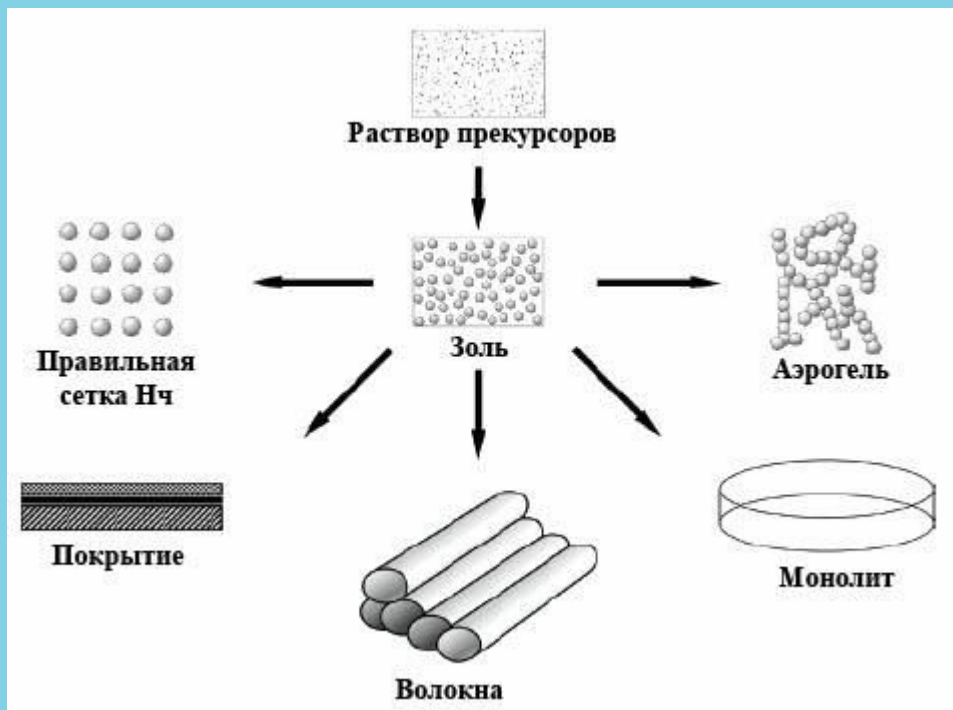 Раствор прекурсоров
Золь
Правильная
сетка Нч
Аэрогель
Покрытие
Волокна
Монолит